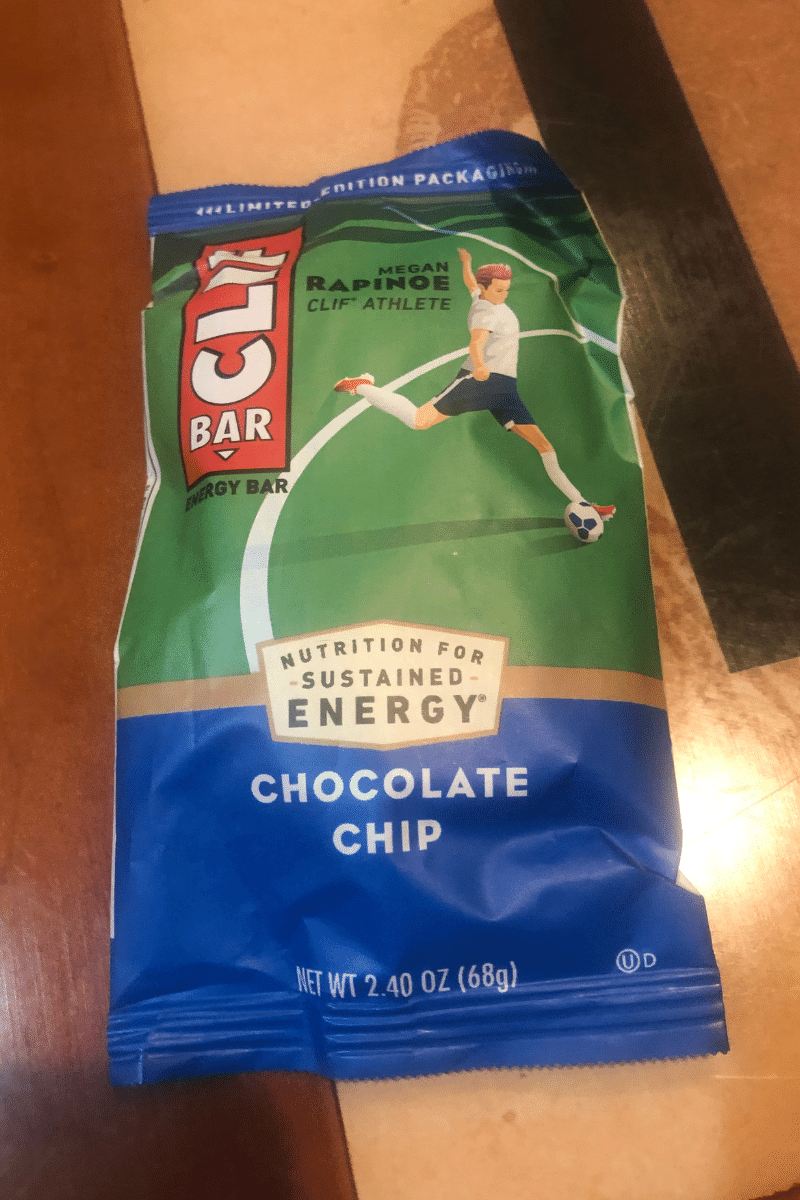 LIMITED EDITION PACKAGING
CLIF
BAR
ENERGY BAR
MEGAN
RAPINOE
CLIF® ATHLETE
NUTRITION FOR
-SUSTAINED-
ENERGY®
CHOCOLATE
CHIP
NET WT 2.40 OZ (68g)
U D